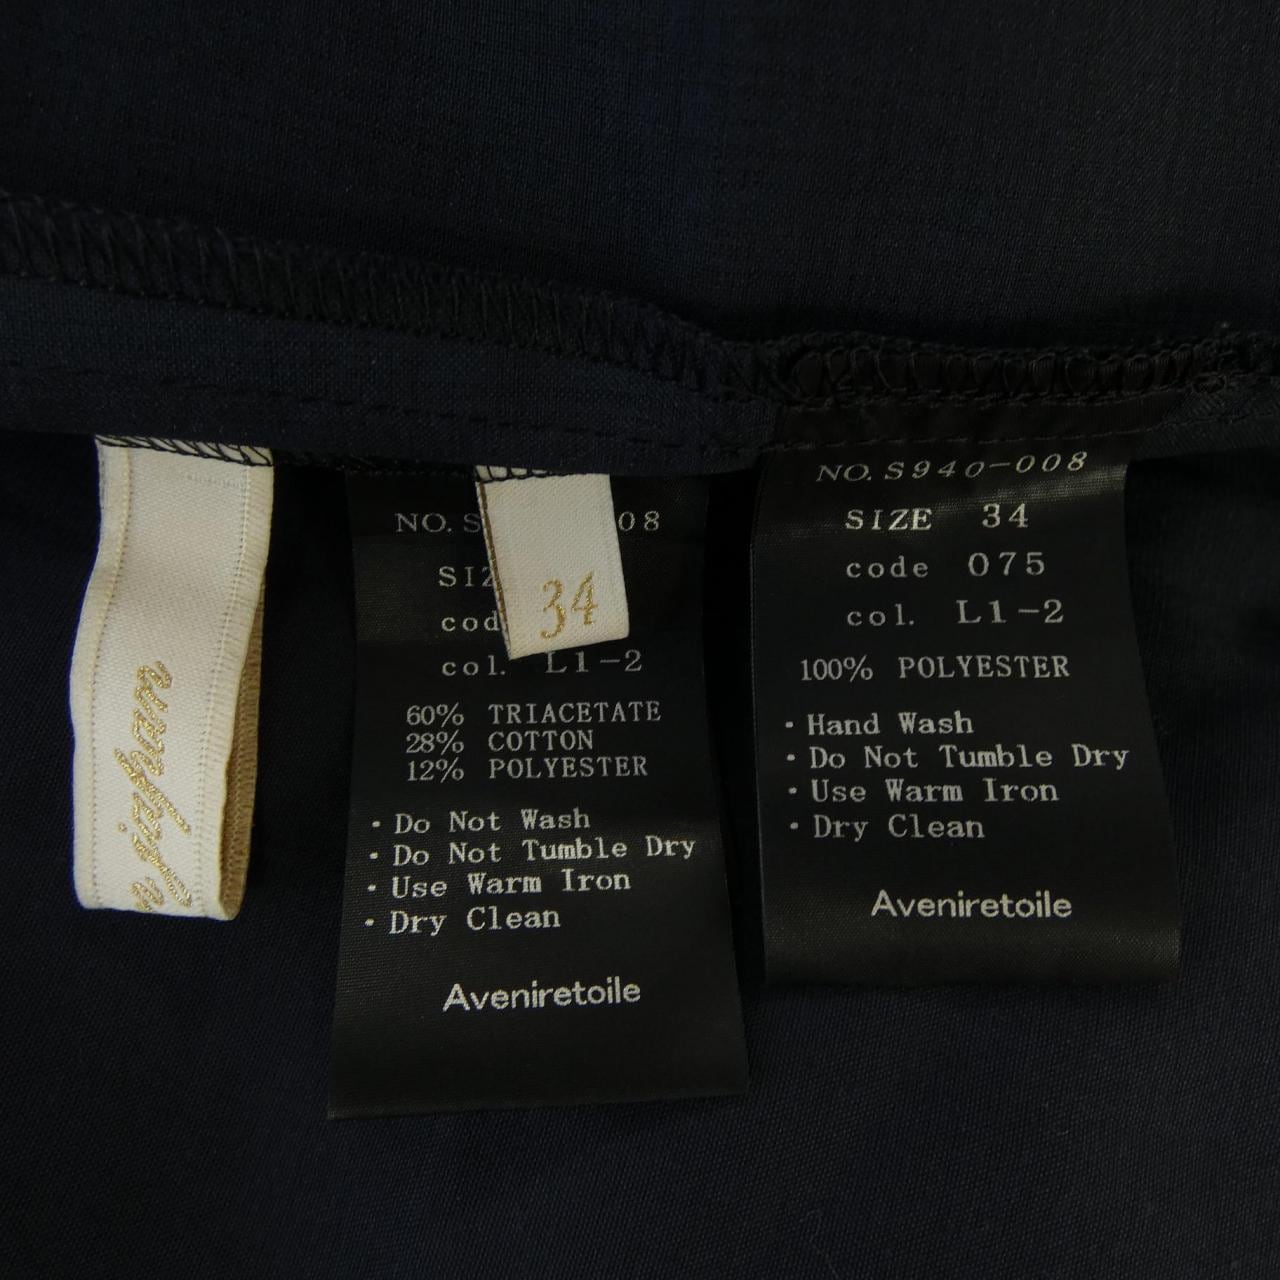 japan
34
NO. S 08
SIZ
cod
col. L1-2
60% TRIACETATE
28% COTTON
12% POLYESTER
・Do Not Wash
・Do Not Tumble Dry
・Use Warm Iron
・Dry Clean
Aveniretoile
NO. S940-008
SIZE 34
code 075
col. L1-2
100% POLYESTER
・Hand Wash
・Do Not Tumble Dry
・Use Warm Iron
・Dry Clean
Aveniretoile